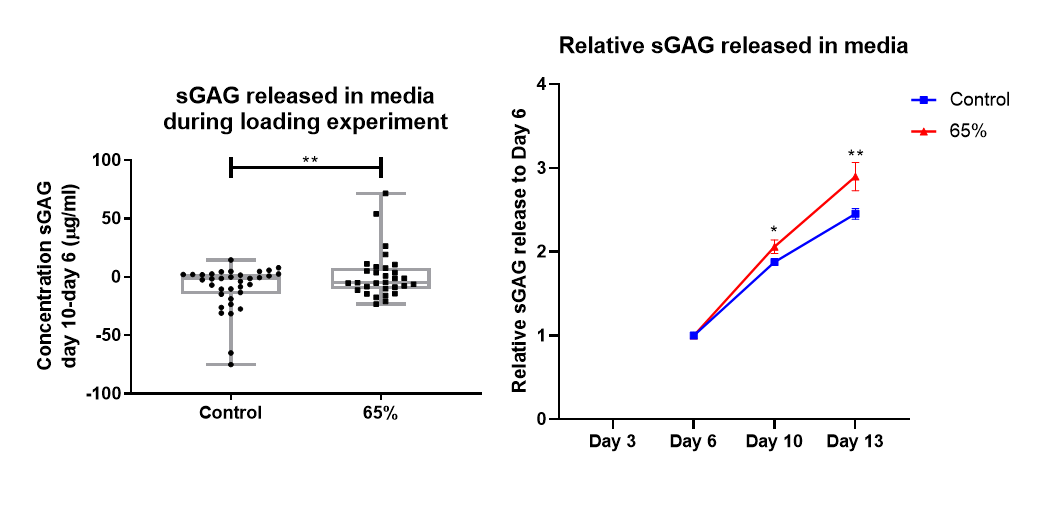 sGAG released in media
during loading experiment
Concentration sGAG
day 10-day 6 (µg/ml)
100
50
0
-50
-100
**
Control
65%
Relative sGAG released in media
Relative sGAG release to Day 6
4
3
2
1
0
*
**
Day 3
Day 6
Day 10
Day 13
Control
65%